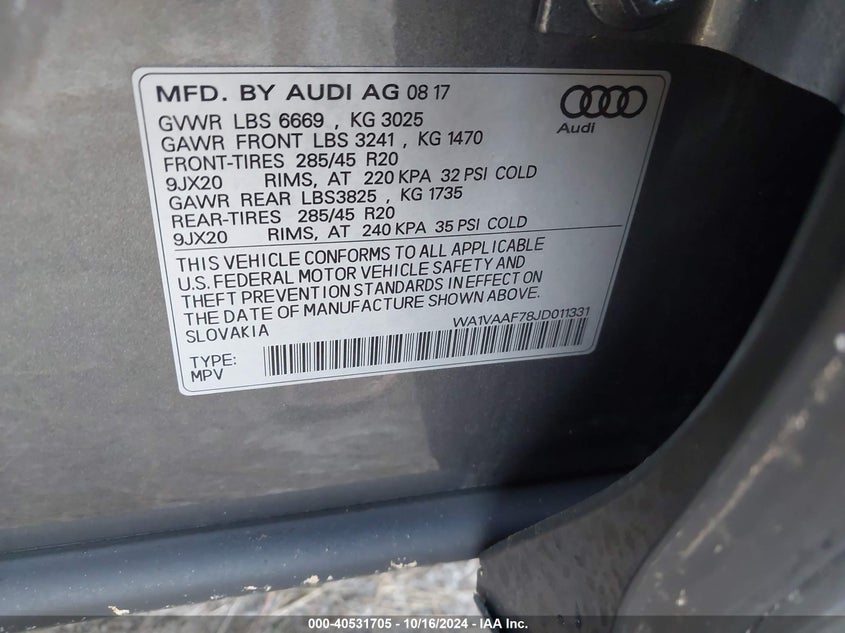 MFD. BY AUDI AG 08 17
Audi
GVWR LBS 6669 , KG 3025
GAWR FRONT LBS 3241 , KG 1470
FRONT-TIRES 285/45 R20
9JX20 RIMS, AT 220 KPA 32 PSI COLD
GAWR REAR LBS3825 , KG 1735
REAR-TIRES 285/45 R20
9JX20 RIMS, AT 240 KPA 35 PSI COLD
THIS VEHICLE CONFORMS TO ALL APPLICABLE
U.S. FEDERAL MOTOR VEHICLE SAFETY AND
THEFT PREVENTION STANDARDS IN EFFECT ON
THE DATE OF MANUFACTURE SHOWN ABOVE.
SLOVAKIA
WA1VAAF78JD011331
TYPE:
MPV
000-40531705 - 10/16/2024 - IAA Inc.